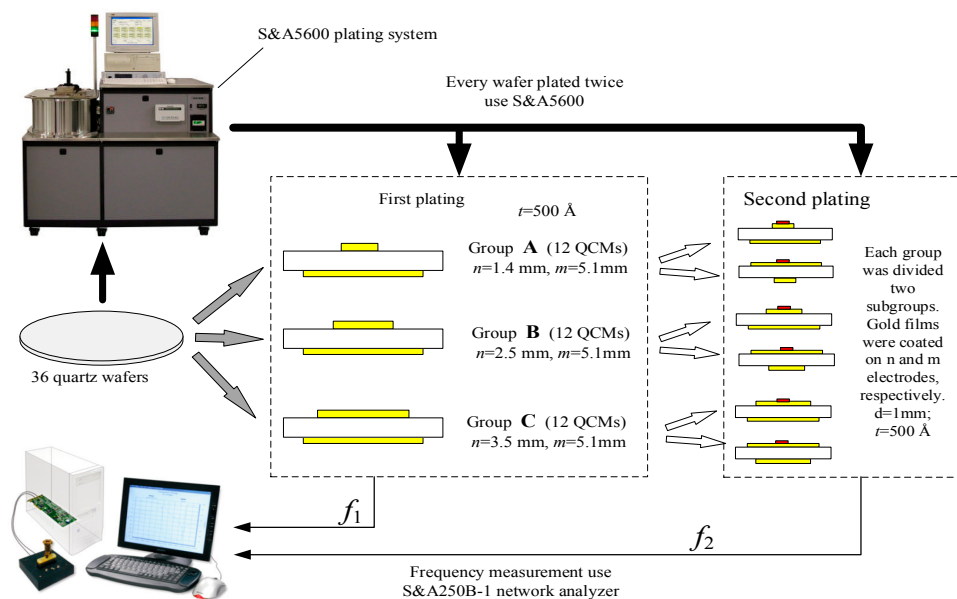 S&A5600 plating system
Every wafer plated twice
use S&A5600
First plating
t=500 Å
Group A (12 QCMs)
n=1.4 mm, m=5.1mm
Group B (12 QCMs)
n=2.5 mm, m=5.1mm
Group C (12 QCMs)
n=3.5 mm, m=5.1mm
Second plating
Each group
was divided
two
subgroups.
Gold films
were coated
on n and m
electrodes,
respectively.
d=1mm;
t=500 Å
36 quartz wafers
f1
f2
Frequency measurement use
S&A250B-1 network analyzer